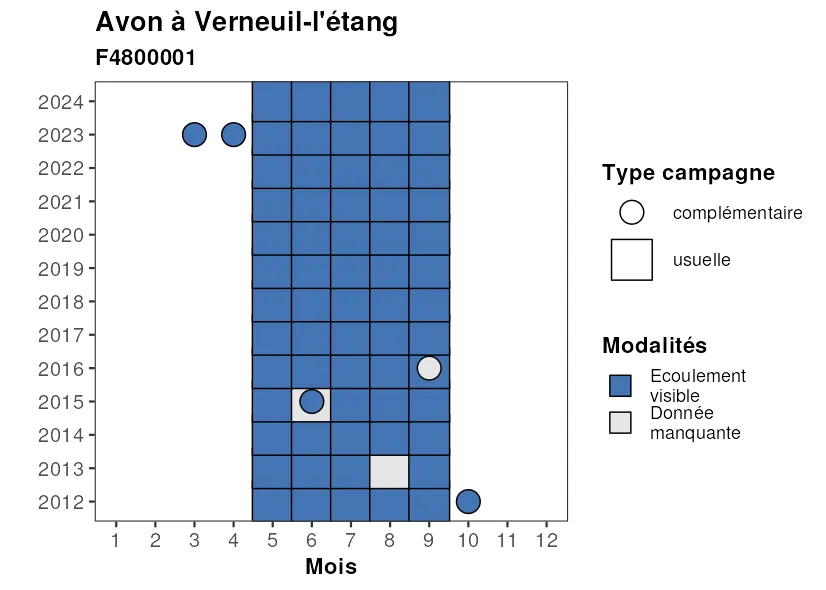 Avon à Verneuil-l'étang
F4800001
2024
2023
2022
2021
2020
2019
2018
2017
2016
2015
2014
2013
2012
1 2 3 4 5 6 7 8 9 10 11 12
Mois
Type campagne
complémentaire
usuelle
Modalités
Ecoulement
visible
Donnée
manquante